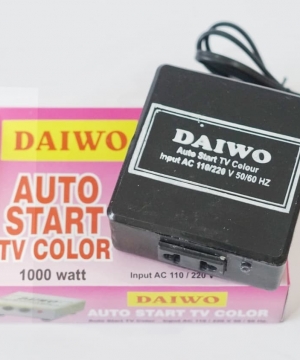 DAIWO
AUTO
START
TV COLOR
1000 watt
Input AC 110 / 220 V
DAIWO
Auto Start TV Colour
Input AC 110/220 V 50/60 HZ
DAIWO
AUTO START TV COLOR